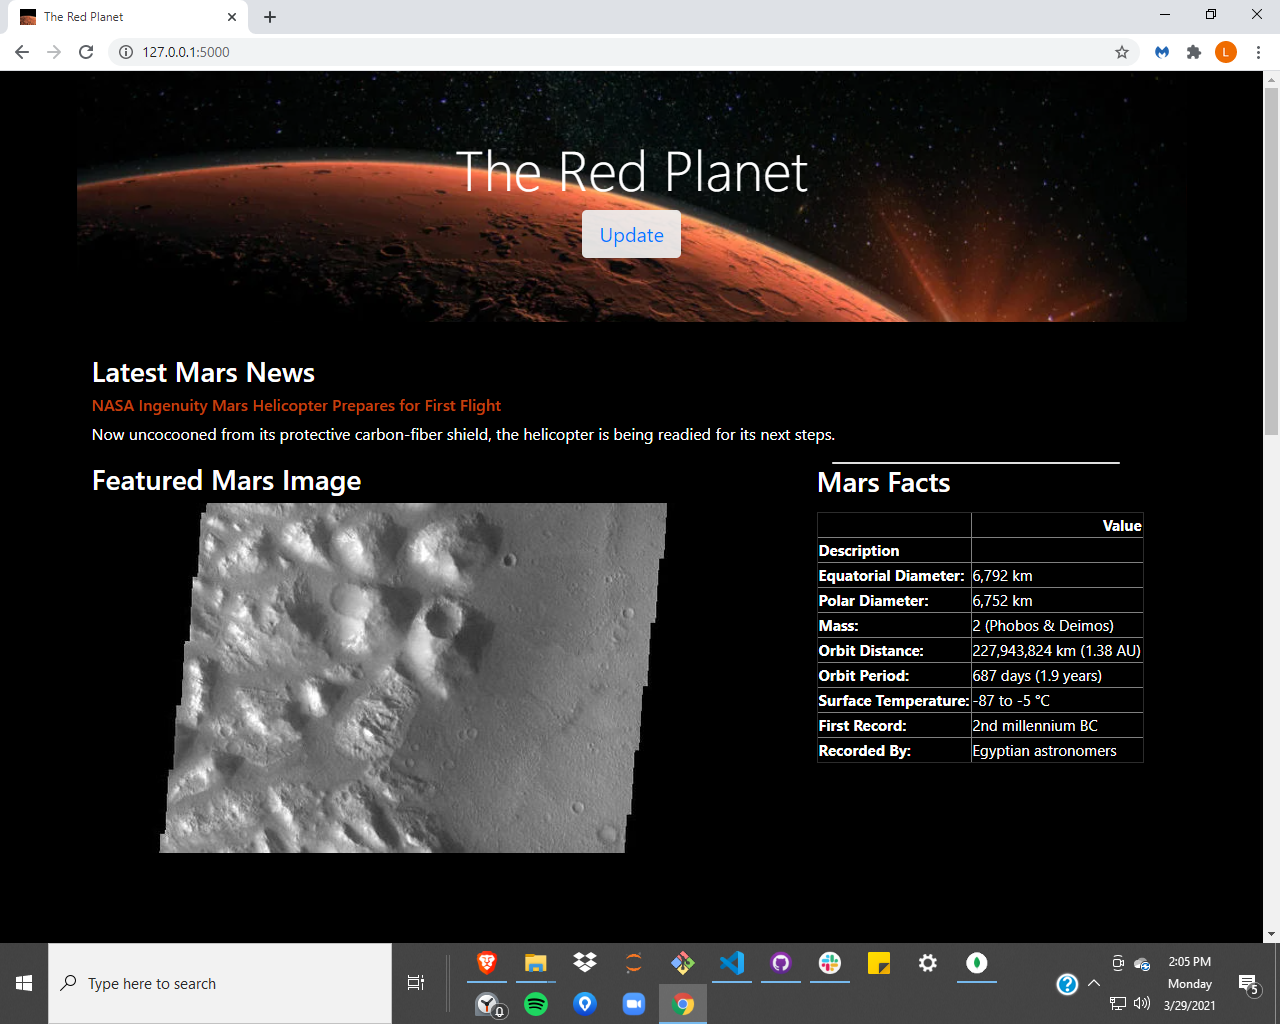 The Red Planet
127.0.0.1:5000
L
The Red Planet
Update
Latest Mars News
NASA Ingenuity Mars Helicopter Prepares for First Flight
Now uncocooned from its protective carbon-fiber shield, the helicopter is being readied for its next steps.
Featured Mars Image
Mars Facts
Value
Description
Equatorial Diameter: 6,792 km
Polar Diameter: 6,752 km
Mass: 2 (Phobos & Deimos)
Orbit Distance: 227,943,824 km (1.38 AU)
Orbit Period: 687 days (1.9 years)
Surface Temperature: -87 to -5 °C
First Record: 2nd millennium BC
Recorded By: Egyptian astronomers
Type here to search
2:05 PM
Monday
3/29/2021
5